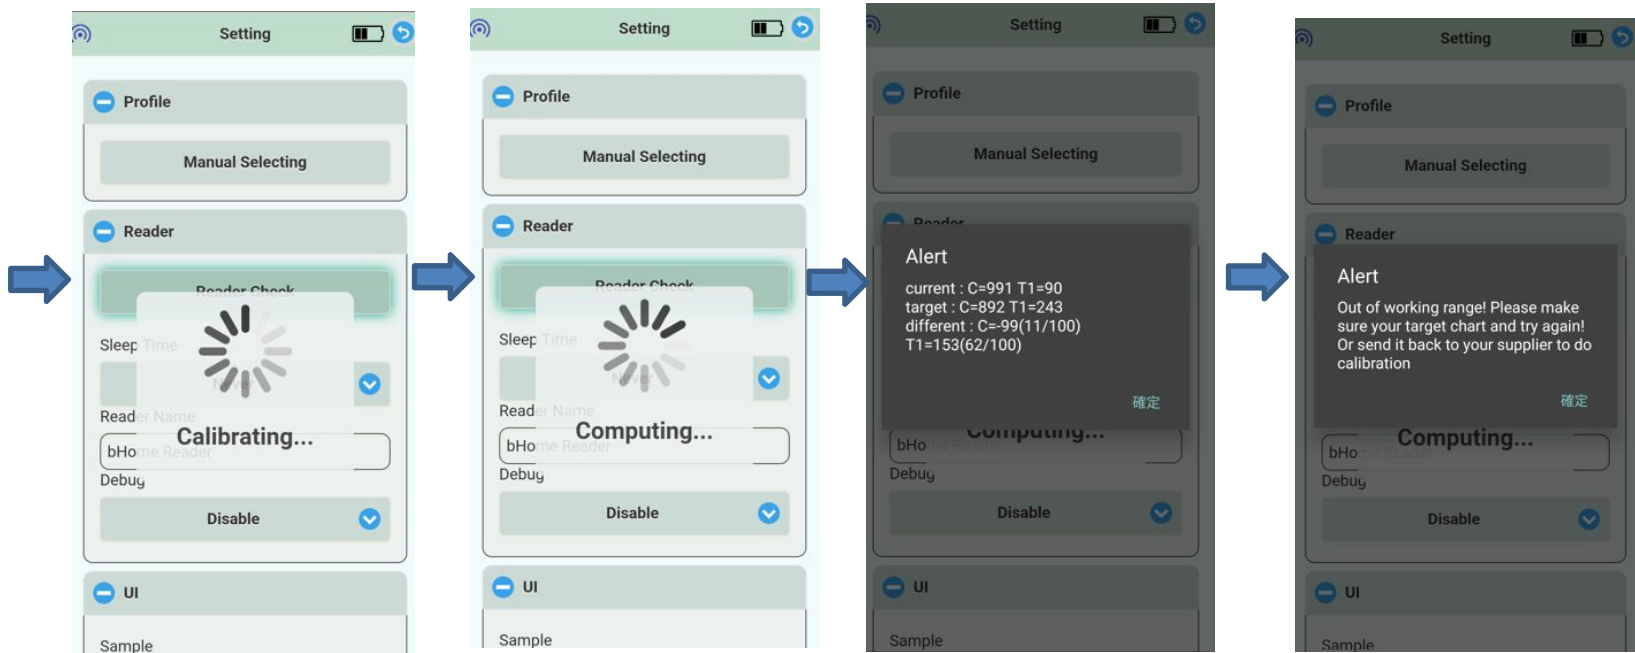 Setting
Profile
Manual Selecting
Reader
Reader Check
Sleep Time
Never
Reader Name
Calibrating...
bHome Reader
Debug
Disable
UI
Sample
Setting
Profile
Manual Selecting
Reader
Reader Check
Sleep Time
Never
Reader Name
Computing...
bHome Reader
Debug
Disable
UI
Sample
Setting
Profile
Manual Selecting
Reader
Alert
current : C=991 T1=90
target : C=892 T1=243
different : C=-99(11/100)
T1=153(62/100)
確定
Computing...
bHome Reader
Debug
Disable
UI
Sample
Setting
Profile
Manual Selecting
Reader
Alert
Out of working range! Please make
sure your target chart and try again!
Or send it back to your supplier to do
calibration
確定
Computing...
bHome Reader
Debug
Disable
UI
Sample